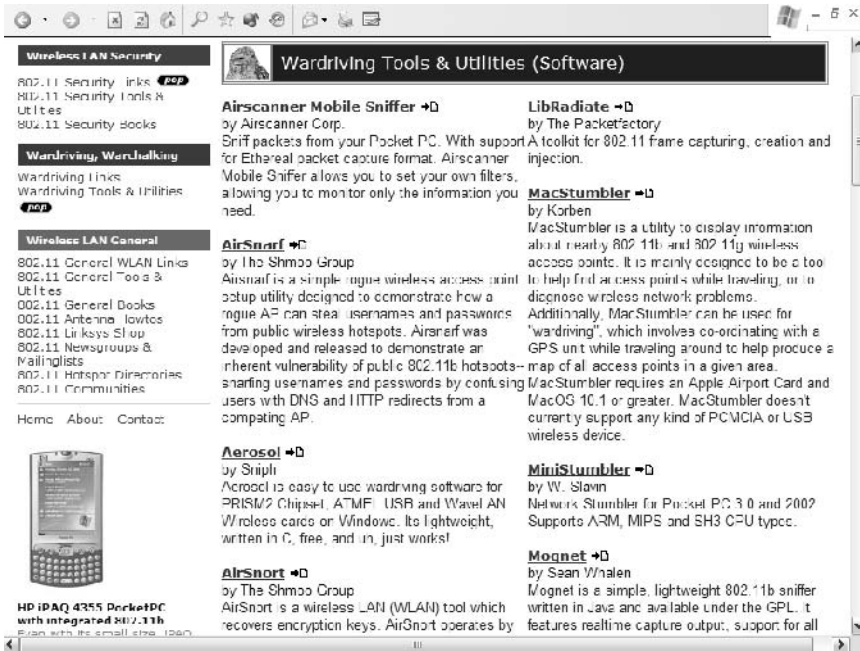 Wireless LAN Security
802.11 Security Links pop
802.11 Security Tools &
Utilities
802.11 Security Books
Wardriving, Warchalking
Wardriving Links
Wardriving Tools & Utilities
pop
Wireless LAN General
802.11 General WLAN Links
802.11 General Tools &
Utilities
802.11 General Books
802.11 Antenna Howtos
802.11 Linksys Shop
802.11 Newsgroups &
Mailinglists
802.11 Hotspot Directories
802.11 Communities
Home About Contact
HP iPAQ 4355 PocketPC
with integrated 802.11b
Even with its small size, iPAQ
Wardriving Tools & Utilities (Software)
Airscanner Mobile Sniffer
by Airscanner Corp.
Sniff packets from your Pocket PC. With support
for Ethereal packet capture format. Airscanner
Mobile Sniffer allows you to set your own filters,
allowing you to monitor only the information you
need.
AirSnarf
by The Shmoo Group
Airsnarf is a simple rogue wireless access point
setup utility designed to demonstrate how a
rogue AP can steal usernames and passwords
from public wireless hotspots. Airsnarf was
developed and released to demonstrate an
inherent vulnerability of public 802.11b hotspots--
snarfing usernames and passwords by confusing
users with DNS and HTTP redirects from a
competing AP.
Aerosol
by Sniph
Aerosol is easy to use wardriving software for
PRISM2 Chipset, ATMEL USB and WaveLAN
Wireless cards on Windows. Its lightweight,
written in C, free, and uh, just works!
AirSnort
by The Shmoo Group
AirSnort is a wireless LAN (WLAN) tool which
recovers encryption keys. AirSnort operates by
LibRadiate
by The Packetfactory
A toolkit for 802.11 frame capturing, creation and
injection.
MacStumbler
by Korben
MacStumbler is a utility to display information
about nearby 802.11b and 802.11g wireless
access points. It is mainly designed to be a tool
to help find access points while traveling, or to
diagnose wireless network problems.
Additionally, MacStumbler can be used for
"wardriving", which involves co-ordinating with a
GPS unit while traveling around to help produce a
map of all access points in a given area.
MacStumbler requires an Apple Airport Card and
MacOS 10.1 or greater. MacStumbler doesn't
currently support any kind of PCMCIA or USB
wireless device.
MiniStumbler
by W. Slavin
Network Stumbler for Pocket PC 3.0 and 2002
Supports ARM, MIPS and SH3 CPU types.
Mognet
by Sean Whalen
Mognet is a simple, lightweight 802.11b sniffer
written in Java and available under the GPL. It
features realtime capture output, support for all